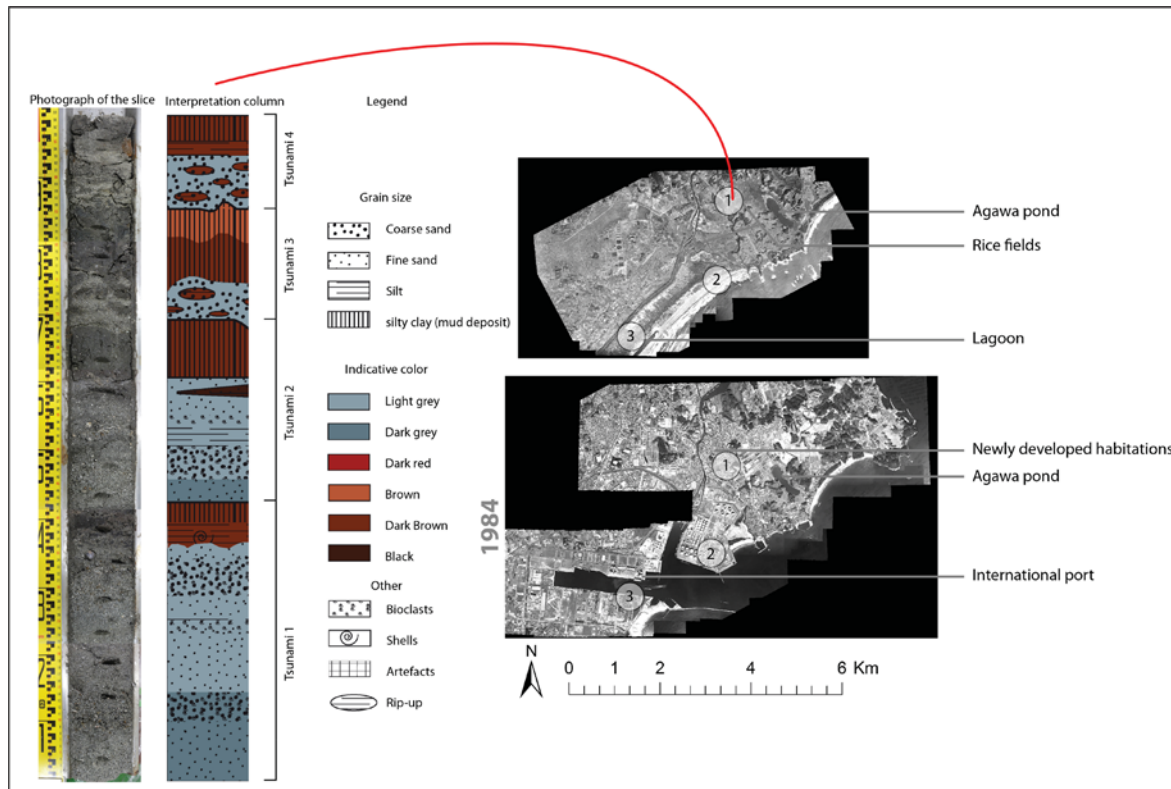 Photograph of the slice
Interpretation column
Legend
Tsunami 4
Tsunami 3
Tsunami 2
Tsunami 1
Grain size
Coarse sand
Fine sand
Silt
silty clay (mud deposit)
Indicative color
Light grey
Dark grey
Dark red
Brown
Dark Brown
Black
Other
Bioclasts
Shells
Artefacts
Rip-up
1
2
3
Agawa pond
Rice fields
Lagoon
1984
1
2
3
Newly developed habitations
Agawa pond
International port
N
0 1 2 4 6 Km